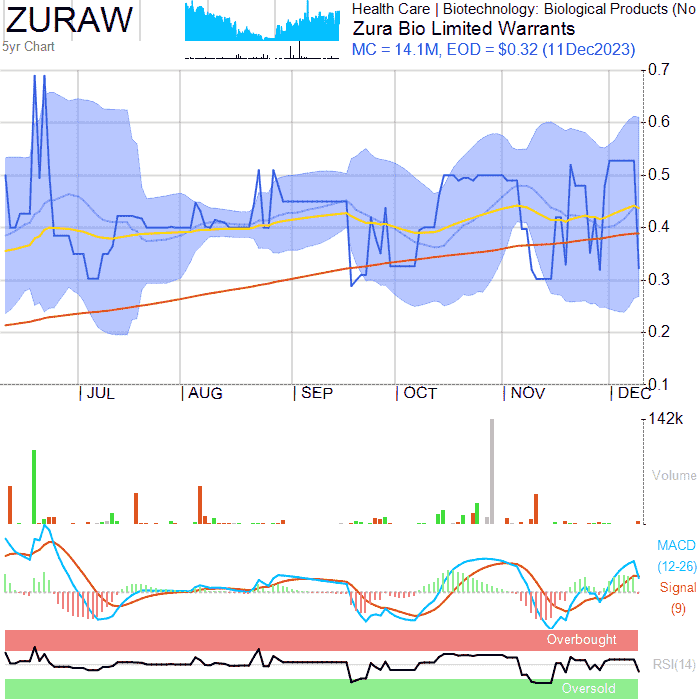 ZURAW
5yr Chart
Health Care | Biotechnology: Biological Products (No
Zura Bio Limited Warrants
MC = 14.1M, EOD = $0.32 (11Dec2023)
0.7
0.6
0.5
0.4
0.3
0.2
0.1
JUL AUG SEP OCT NOV DEC
142k
Volume
MACD
(12-26)
Signal
(9)
Overbought
RSI(14)
Oversold